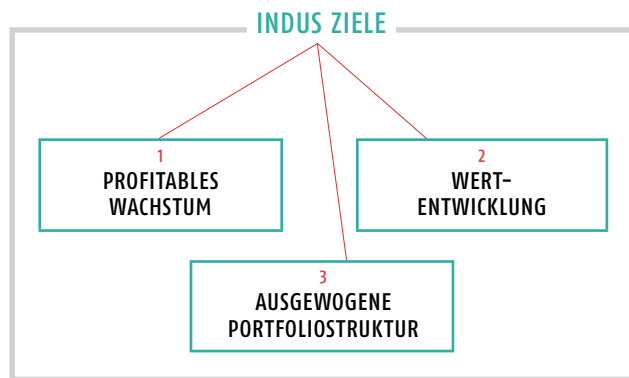 INDUS ZIELE
1
PROFITABLES
WACHSTUM
2
WERT-
ENTWICKLUNG
3
AUSGEWOGENE
PORTFOLIOSTRUKTUR